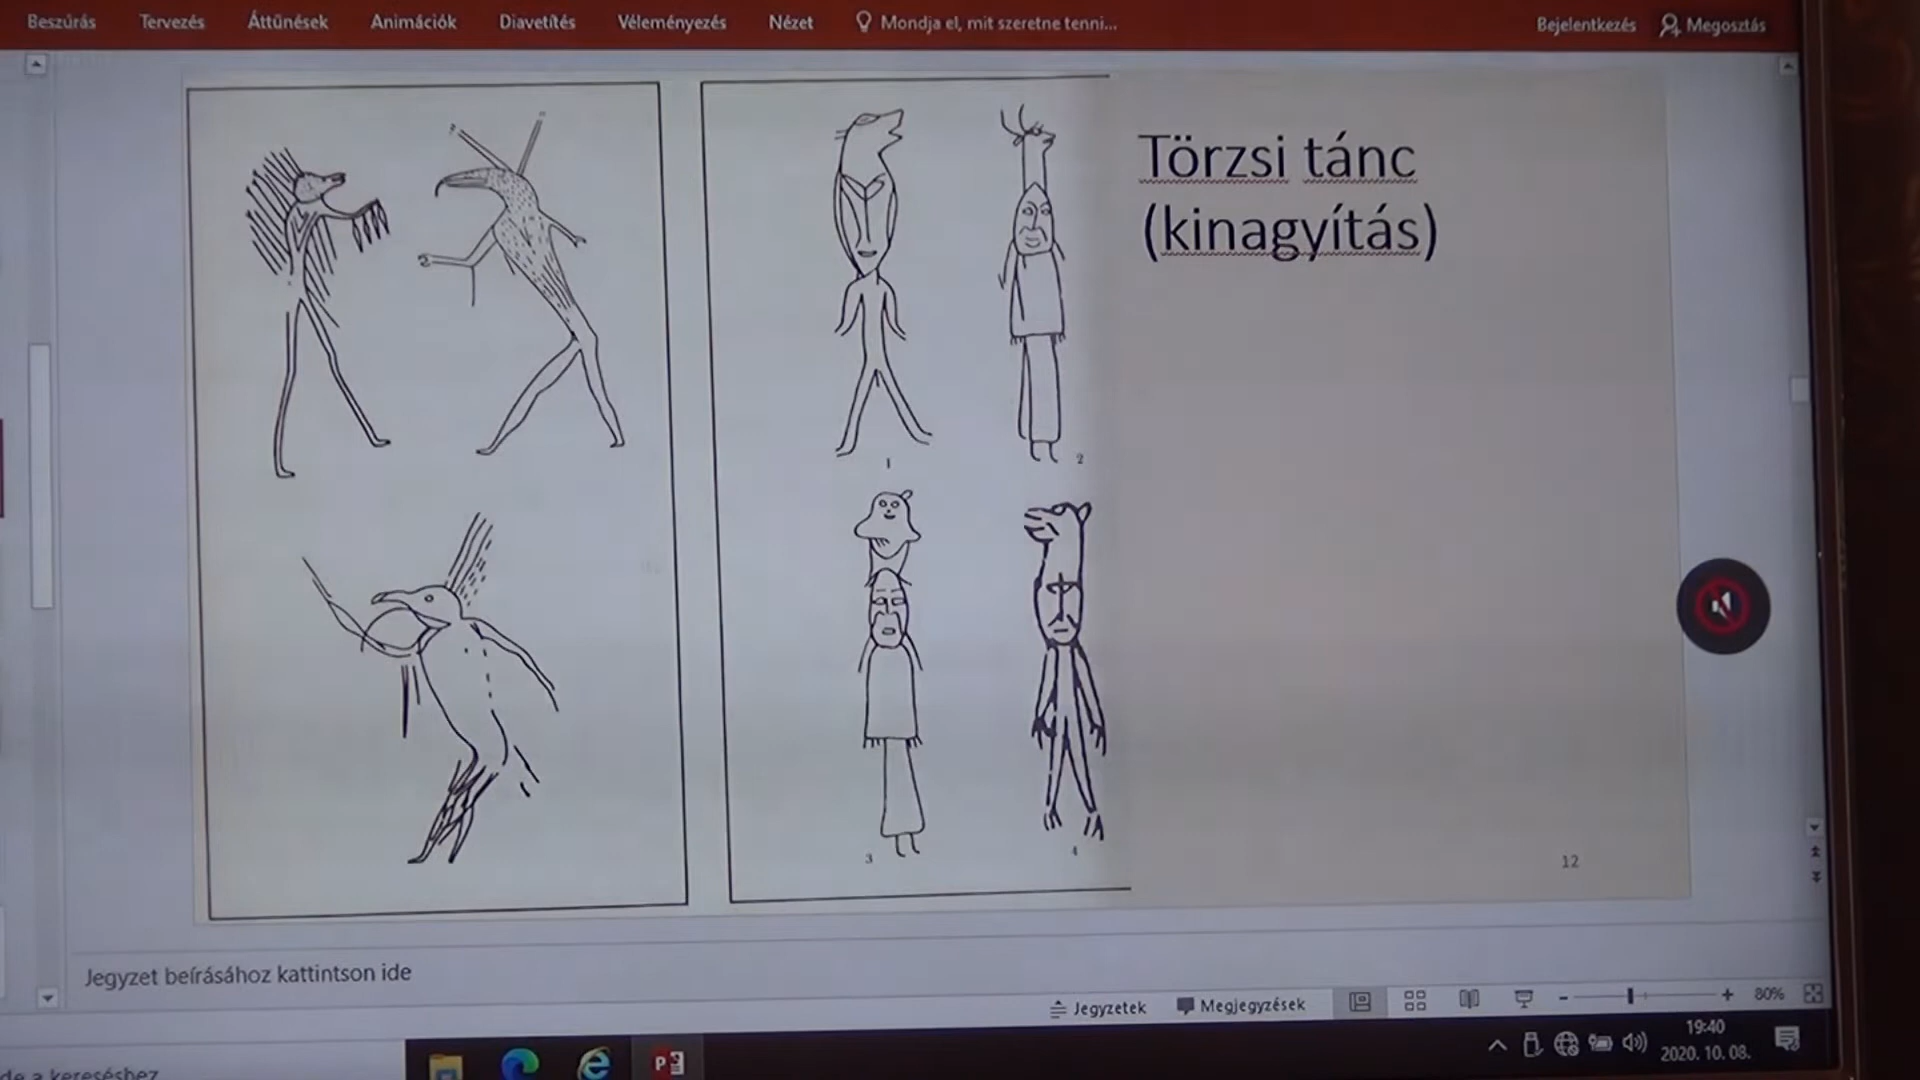 Beszúrás Tervezés Áttűnések Animációk Diavetítés Véleményezés Nézet Mondja el, mit szeretne tenni... Bejelentkezés Megosztás
Törzsi tánc
(kinagyítás)
1
2
3
4
12
Jegyzet beírásához kattintson ide
Jegyzetek Megjegyzések 80%
19:40
2020. 10. 08.
a kereséshez